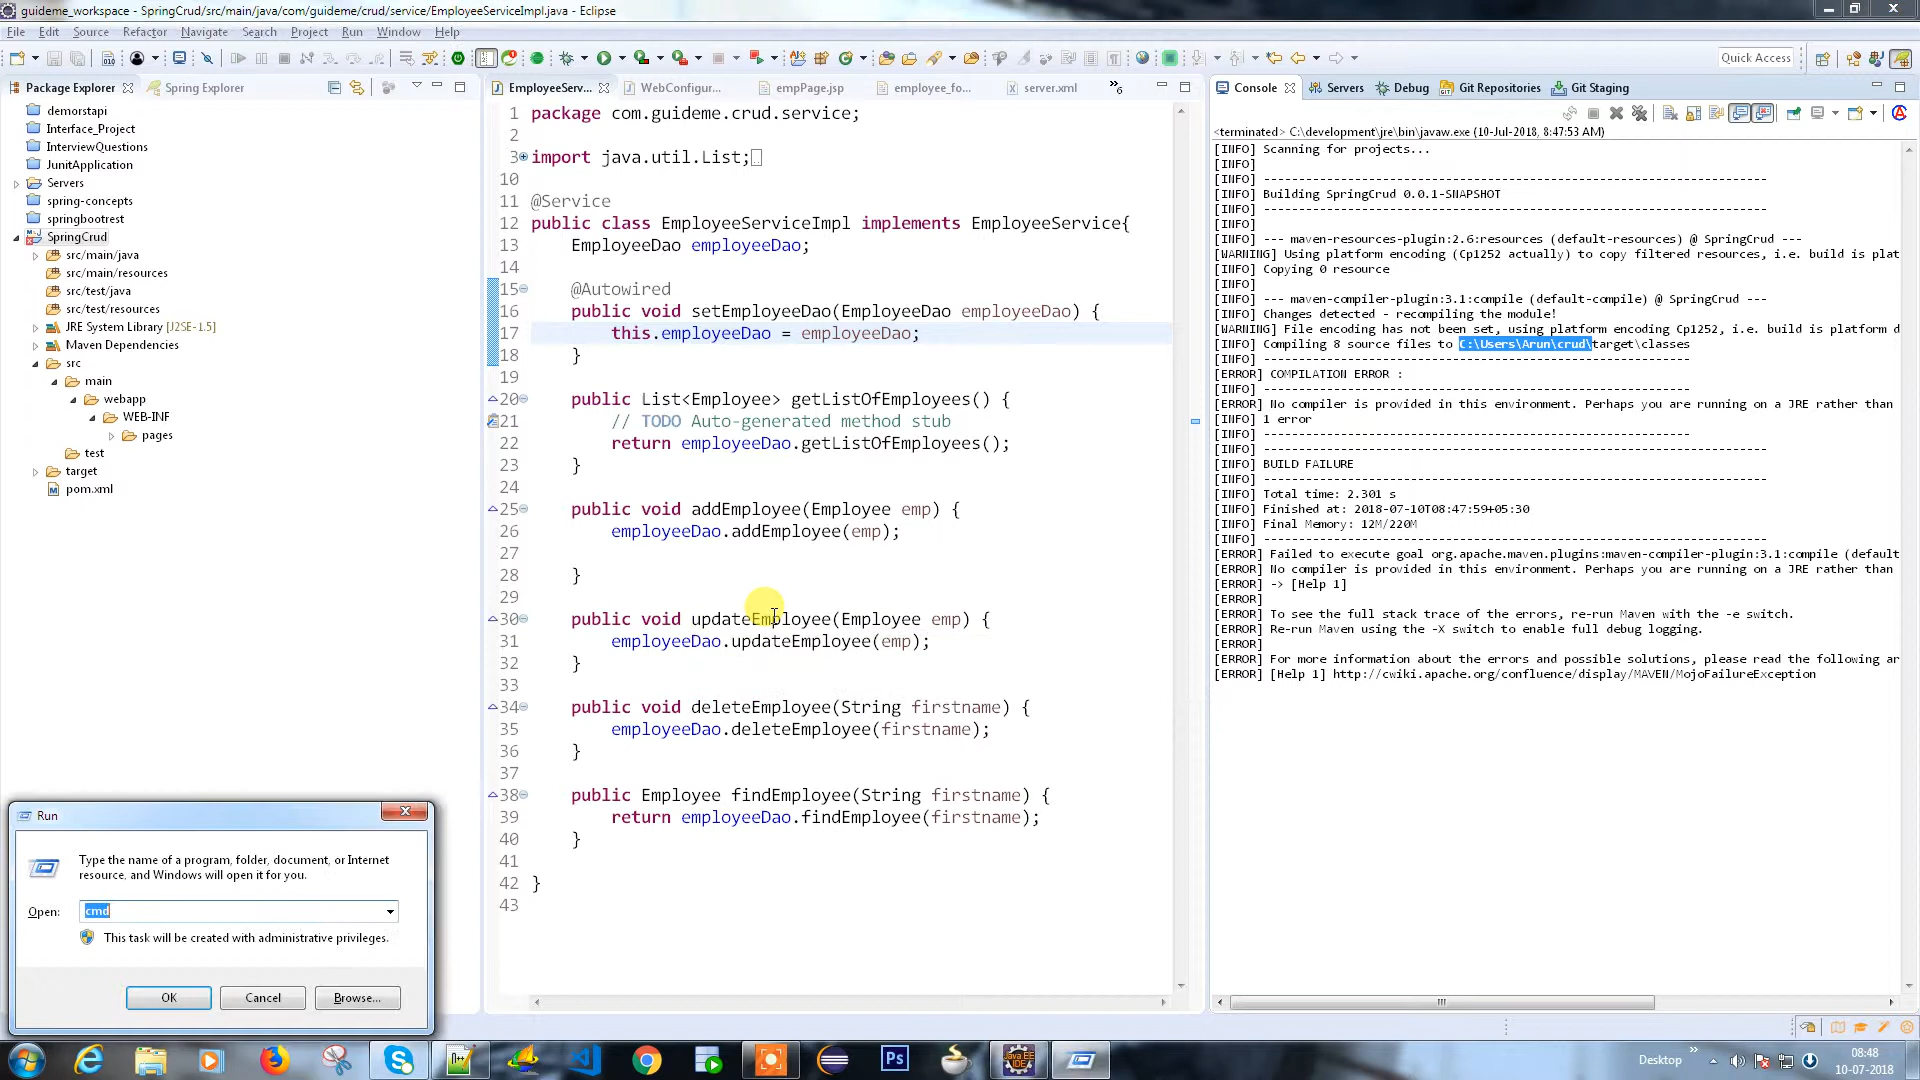 guideme_workspace - SpringCrud/src/main/java/com/guideme/crud/service/EmployeeServiceImpl.java - Eclipse
File Edit Source Refactor Navigate Search Project Run Window Help
Quick Access
Package Explorer
Spring Explorer
demorstapi
Interface_Project
InterviewQuestions
JunitApplication
Servers
spring-concepts
springbootrest
SpringCrud
src/main/java
src/main/resources
src/test/java
src/test/resources
JRE System Library [J2SE-1.5]
Maven Dependencies
src
main
webapp
WEB-INF
pages
test
target
pom.xml
EmployeeServ... WebConfigur... empPage.jsp employee_fo... server.xml »6
1 package com.guideme.crud.service;
2
3 import java.util.List;
10
11 @Service
12 public class EmployeeServiceImpl implements EmployeeService{
13 EmployeeDao employeeDao;
14
15 @Autowired
16 public void setEmployeeDao(EmployeeDao employeeDao) {
17 this.employeeDao = employeeDao;
18 }
19
20 public List<Employee> getListOfEmployees() {
21 // TODO Auto-generated method stub
22 return employeeDao.getListOfEmployees();
23 }
24
25 public void addEmployee(Employee emp) {
26 employeeDao.addEmployee(emp);
27
28 }
29
30 public void updateEmployee(Employee emp) {
31 employeeDao.updateEmployee(emp);
32 }
33
34 public void deleteEmployee(String firstname) {
35 employeeDao.deleteEmployee(firstname);
36 }
37
38 public Employee findEmployee(String firstname) {
39 return employeeDao.findEmployee(firstname);
40 }
41
42 }
43
Console Servers Debug Git Repositories Git Staging
<terminated> C:\development\jre\bin\javaw.exe (10-Jul-2018, 8:47:53 AM)
[INFO] Scanning for projects...
[INFO]
[INFO] ------------------------------------------------------------------------
[INFO] Building SpringCrud 0.0.1-SNAPSHOT
[INFO] ------------------------------------------------------------------------
[INFO]
[INFO] --- maven-resources-plugin:2.6:resources (default-resources) @ SpringCrud ---
[WARNING] Using platform encoding (Cp1252 actually) to copy filtered resources, i.e. build is plat
[INFO] Copying 0 resource
[INFO]
[INFO] --- maven-compiler-plugin:3.1:compile (default-compile) @ SpringCrud ---
[INFO] Changes detected - recompiling the module!
[WARNING] File encoding has not been set, using platform encoding Cp1252, i.e. build is platform d
[INFO] Compiling 8 source files to C:\Users\Arun\crud\target\classes
[INFO] -------------------------------------------------------------
[ERROR] COMPILATION ERROR :
[INFO] -------------------------------------------------------------
[ERROR] No compiler is provided in this environment. Perhaps you are running on a JRE rather than
[INFO] 1 error
[INFO] -------------------------------------------------------------
[INFO] ------------------------------------------------------------------------
[INFO] BUILD FAILURE
[INFO] ------------------------------------------------------------------------
[INFO] Total time: 2.301 s
[INFO] Finished at: 2018-07-10T08:47:59+05:30
[INFO] Final Memory: 12M/220M
[INFO] ------------------------------------------------------------------------
[ERROR] Failed to execute goal org.apache.maven.plugins:maven-compiler-plugin:3.1:compile (default
[ERROR] No compiler is provided in this environment. Perhaps you are running on a JRE rather than
[ERROR] -> [Help 1]
[ERROR]
[ERROR] To see the full stack trace of the errors, re-run Maven with the -e switch.
[ERROR] Re-run Maven using the -X switch to enable full debug logging.
[ERROR]
[ERROR] For more information about the errors and possible solutions, please read the following ar
[ERROR] [Help 1] http://cwiki.apache.org/confluence/display/MAVEN/MojoFailureException
Run
Type the name of a program, folder, document, or Internet
resource, and Windows will open it for you.
Open: cmd
This task will be created with administrative privileges.
OK Cancel Browse...
Ps
Java EE
IDE
Desktop »
08:48
10-07-2018